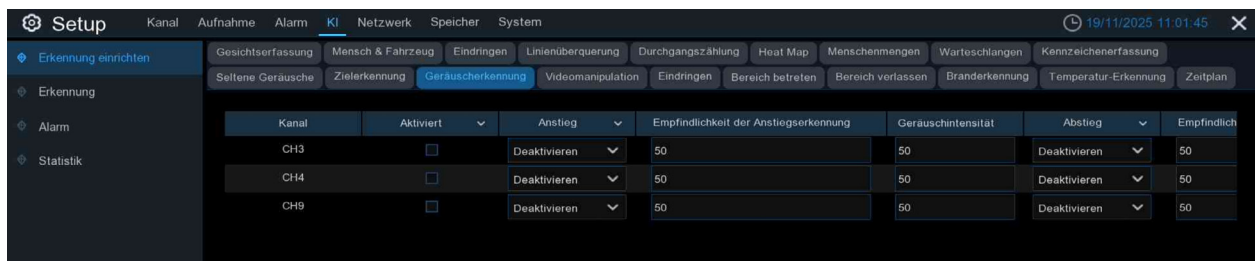 Setup Kanal Aufnahme Alarm KI Netzwerk Speicher System 19/11/2025 11:01:45
Erkennung einrichten
Erkennung
Alarm
Statistik
Gesichtserfassung Mensch & Fahrzeug Eindringen Linienüberquerung Durchgangszählung Heat Map Menschenmengen Warteschlangen Kennzeichenerfassung
Seltene Geräusche Zielerkennung Geräuscherkennung Videomanipulation Eindringen Bereich betreten Bereich verlassen Branderkennung Temperatur-Erkennung Zeitplan
Kanal Aktiviert Anstieg Empfindlichkeit der Anstiegserkennung Geräuschintensität Abstieg Empfindlich
CH3 Deaktivieren 50 50 Deaktivieren 50
CH4 Deaktivieren 50 50 Deaktivieren 50
CH9 Deaktivieren 50 50 Deaktivieren 50